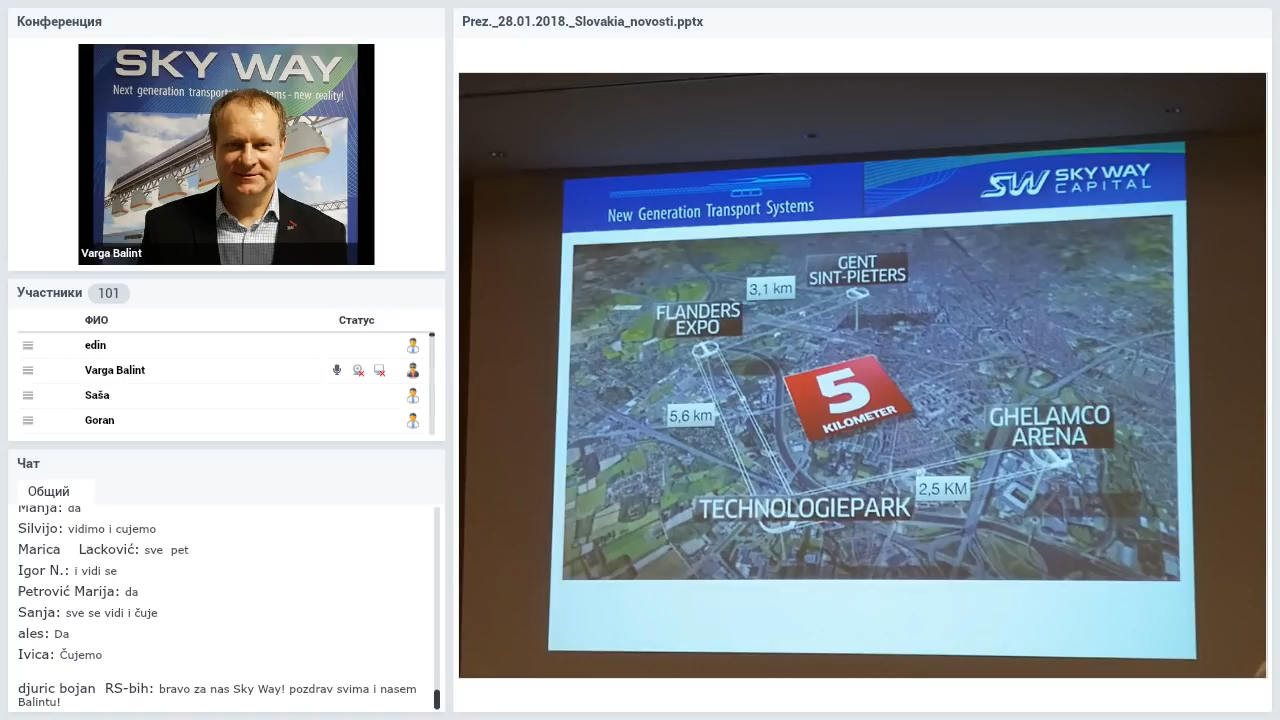 Конференция
SKY WAY
Next generation transportation systems - new reality!
Varga Balint
Участники 101
ФИО Статус
edin
Varga Balint
Saša
Goran
Чат
Общий
Manja: da
Silvijo: vidimo i cujemo
Marica Lacković: sve pet
Igor N.: i vidi se
Petrović Marija: da
Sanja: sve se vidi i čuje
ales: Da
Ivica: Čujemo
djuric bojan RS-bih: bravo za nas Sky Way! pozdrav svima i nasem
Balintu!
Prez._28.01.2018._Slovakia_novosti.pptx
New Generation Transport Systems
SW SKY WAY
CAPITAL
GENT
SINT-PIETERS
3,1 km
FLANDERS
EXPO
5
KILOMETER
5,6 km
GHELAMCO
ARENA
2,5 KM
TECHNOLOGIEPARK